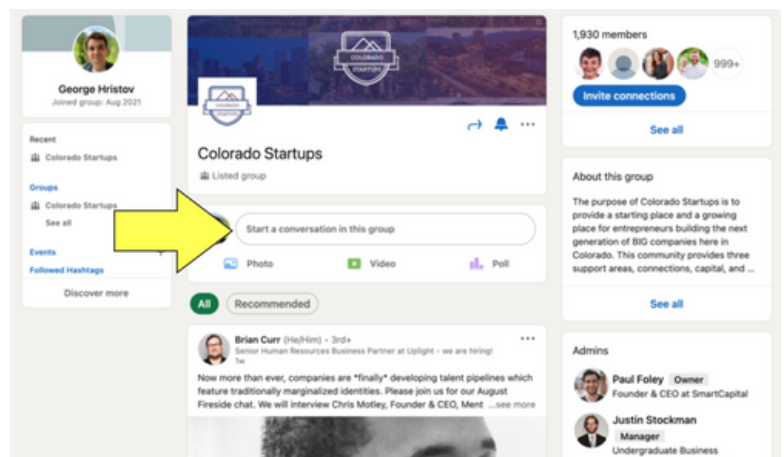 George Hristov
Joined group: Aug 2021
Recent
Colorado Startups
Groups
Colorado Startups
See all
Events
+
Followed Hashtags
Discover more
COLORADO
STARTUPS
Colorado Startups
Listed group
Start a conversation in this group
Photo
Video
Poll
All
Recommended
Brian Curr (He/Him) • 3rd+
Senior Human Resources Business Partner at Uplight - we are hiring!
1w
Now more than ever, companies are *finally* developing talent pipelines which
feature traditionally marginalized identities. Please join us for our August
Fireside chat. We will interview Chris Motley, Founder & CEO, Ment ...see more
1,930 members
999+
Invite connections
See all
About this group
The purpose of Colorado Startups is to
provide a starting place and a growing
place for entrepreneurs building the next
generation of BIG companies here in
Colorado. This community provides three
support areas, connections, capital, and ...
See all
Admins
Paul Foley Owner
Founder & CEO at SmartCapital
Justin Stockman
Manager
Undergraduate Business